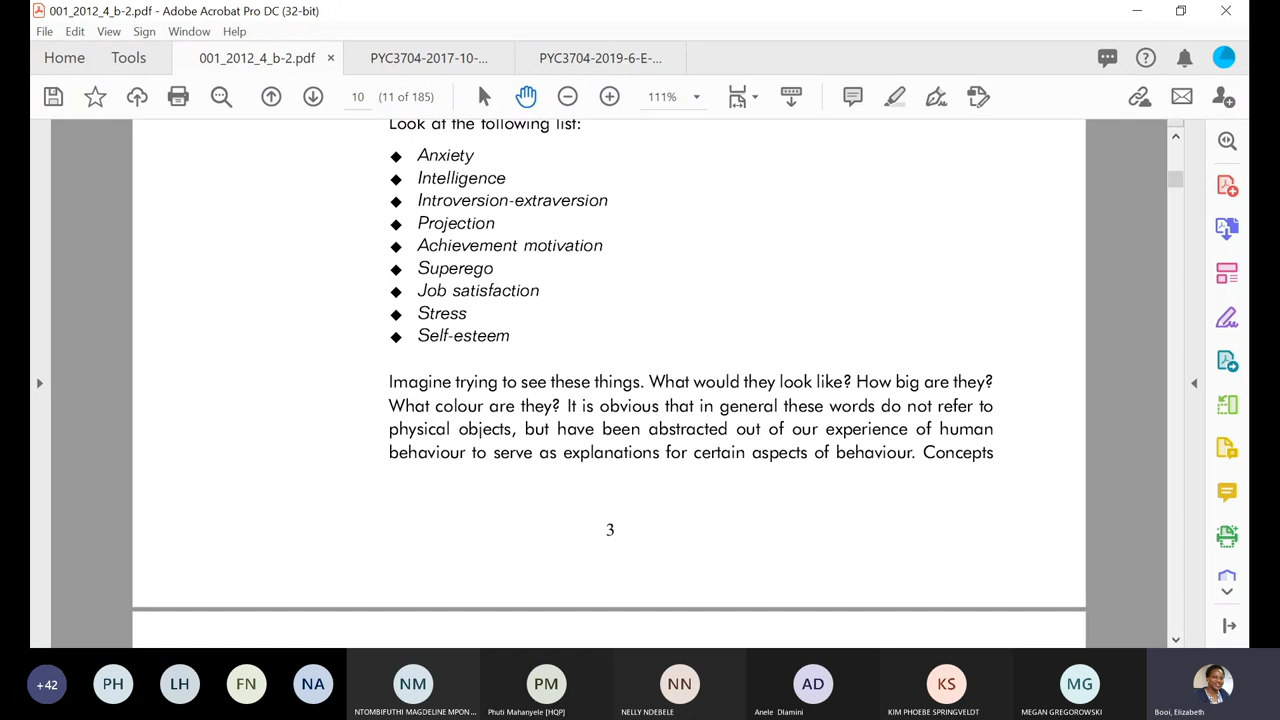 001_2012_4_b-2.pdf - Adobe Acrobat Pro DC (32-bit)
File Edit View Sign Window Help
Home Tools 001_2012_4_b-2.pdf × PYC3704-2017-10-... PYC3704-2019-6-E-...
10 (11 of 185) 111%
Look at the following list:
◆ Anxiety
◆ Intelligence
◆ Introversion-extraversion
◆ Projection
◆ Achievement motivation
◆ Superego
◆ Job satisfaction
◆ Stress
◆ Self-esteem
Imagine trying to see these things. What would they look like? How big are they?
What colour are they? It is obvious that in general these words do not refer to
physical objects, but have been abstracted out of our experience of human
behaviour to serve as explanations for certain aspects of behaviour. Concepts
3
+42 PH LH FN NA NM PM NN AD KS MG
NTOMBIFUTHI MAGDELINE MPON ... Phuti Mahanyele [HQP] NELLY NDEBELE Anele Dlamini KIM PHOEBE SPRINGVELDT MEGAN GREGOROWSKI Booi, Elizabeth